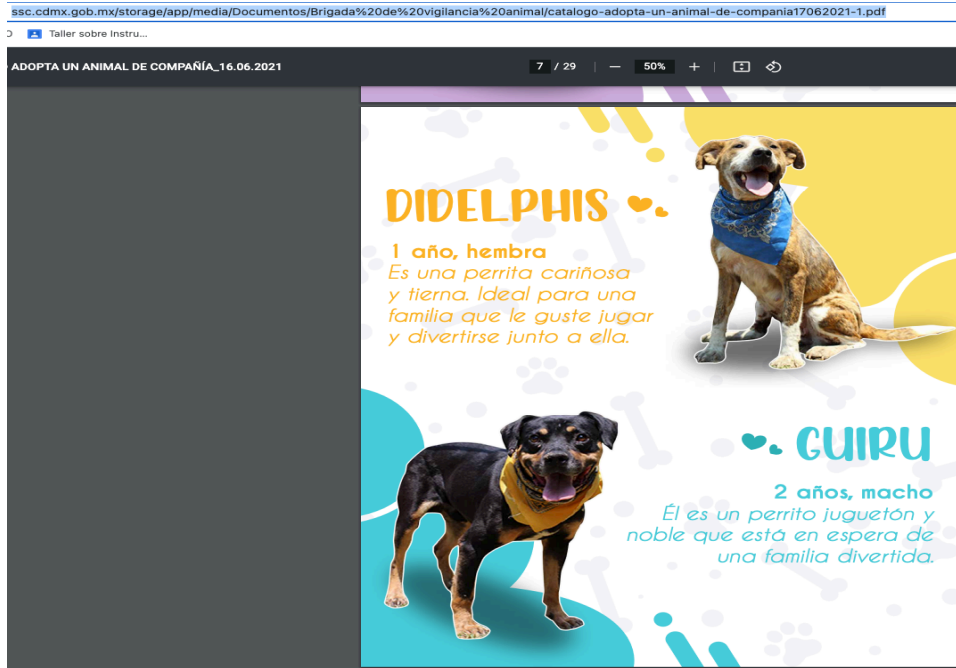 ssc.cdmx.gob.mx/storage/app/media/Documentos/Brigada%20de%20vigilancia%20animal/catalogo-adopta-un-animal-de-compania17062021-1.pdf
Taller sobre Instru...
ADOPTA UN ANIMAL DE COMPAÑÍA_16.06.2021
7 / 29
50%
DIDELPHIS
1 año, hembra
Es una perrita cariñosa
y tierna. Ideal para una
familia que le guste jugar
y divertirse junto a ella.
GUIRU
2 años, macho
Él es un perrito juguetón y
noble que está en espera de
una familia divertida.